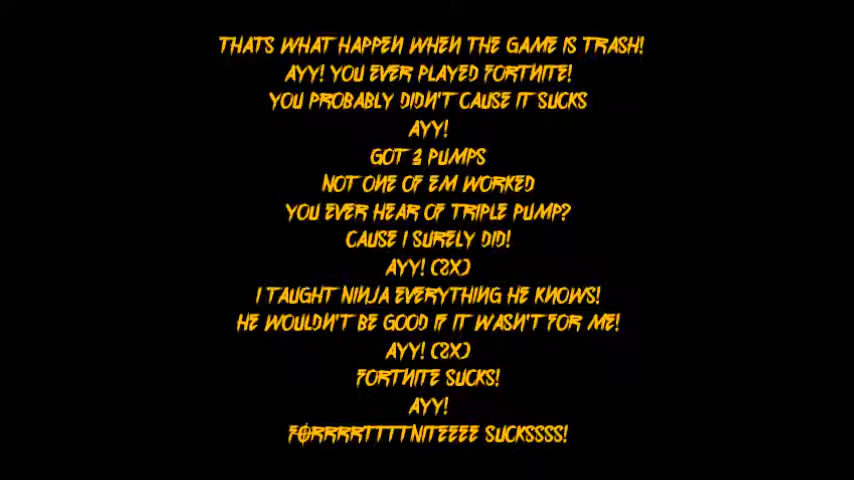 THATS WHAT HAPPEN WHEN THE GAME IS TRASH!
AYY! YOU EVER PLAYED FORTNITE!
YOU PROBABLY DIDN'T CAUSE IT SUCKS
AYY!
GOT 3 PUMPS
NOT ONE OF EM WORKED
YOU EVER HEAR OF TRIPLE PUMP?
CAUSE I SURELY DID!
AYY! (2X)
I TAUGHT NINJA EVERYTHING HE KNOWS!
HE WOULDN'T BE GOOD IF IT WASN'T FOR ME!
AYY! (2X)
FORTNITE SUCKS!
AYY!
FORRRRTTTTNITEEEE SUCKSSSS!